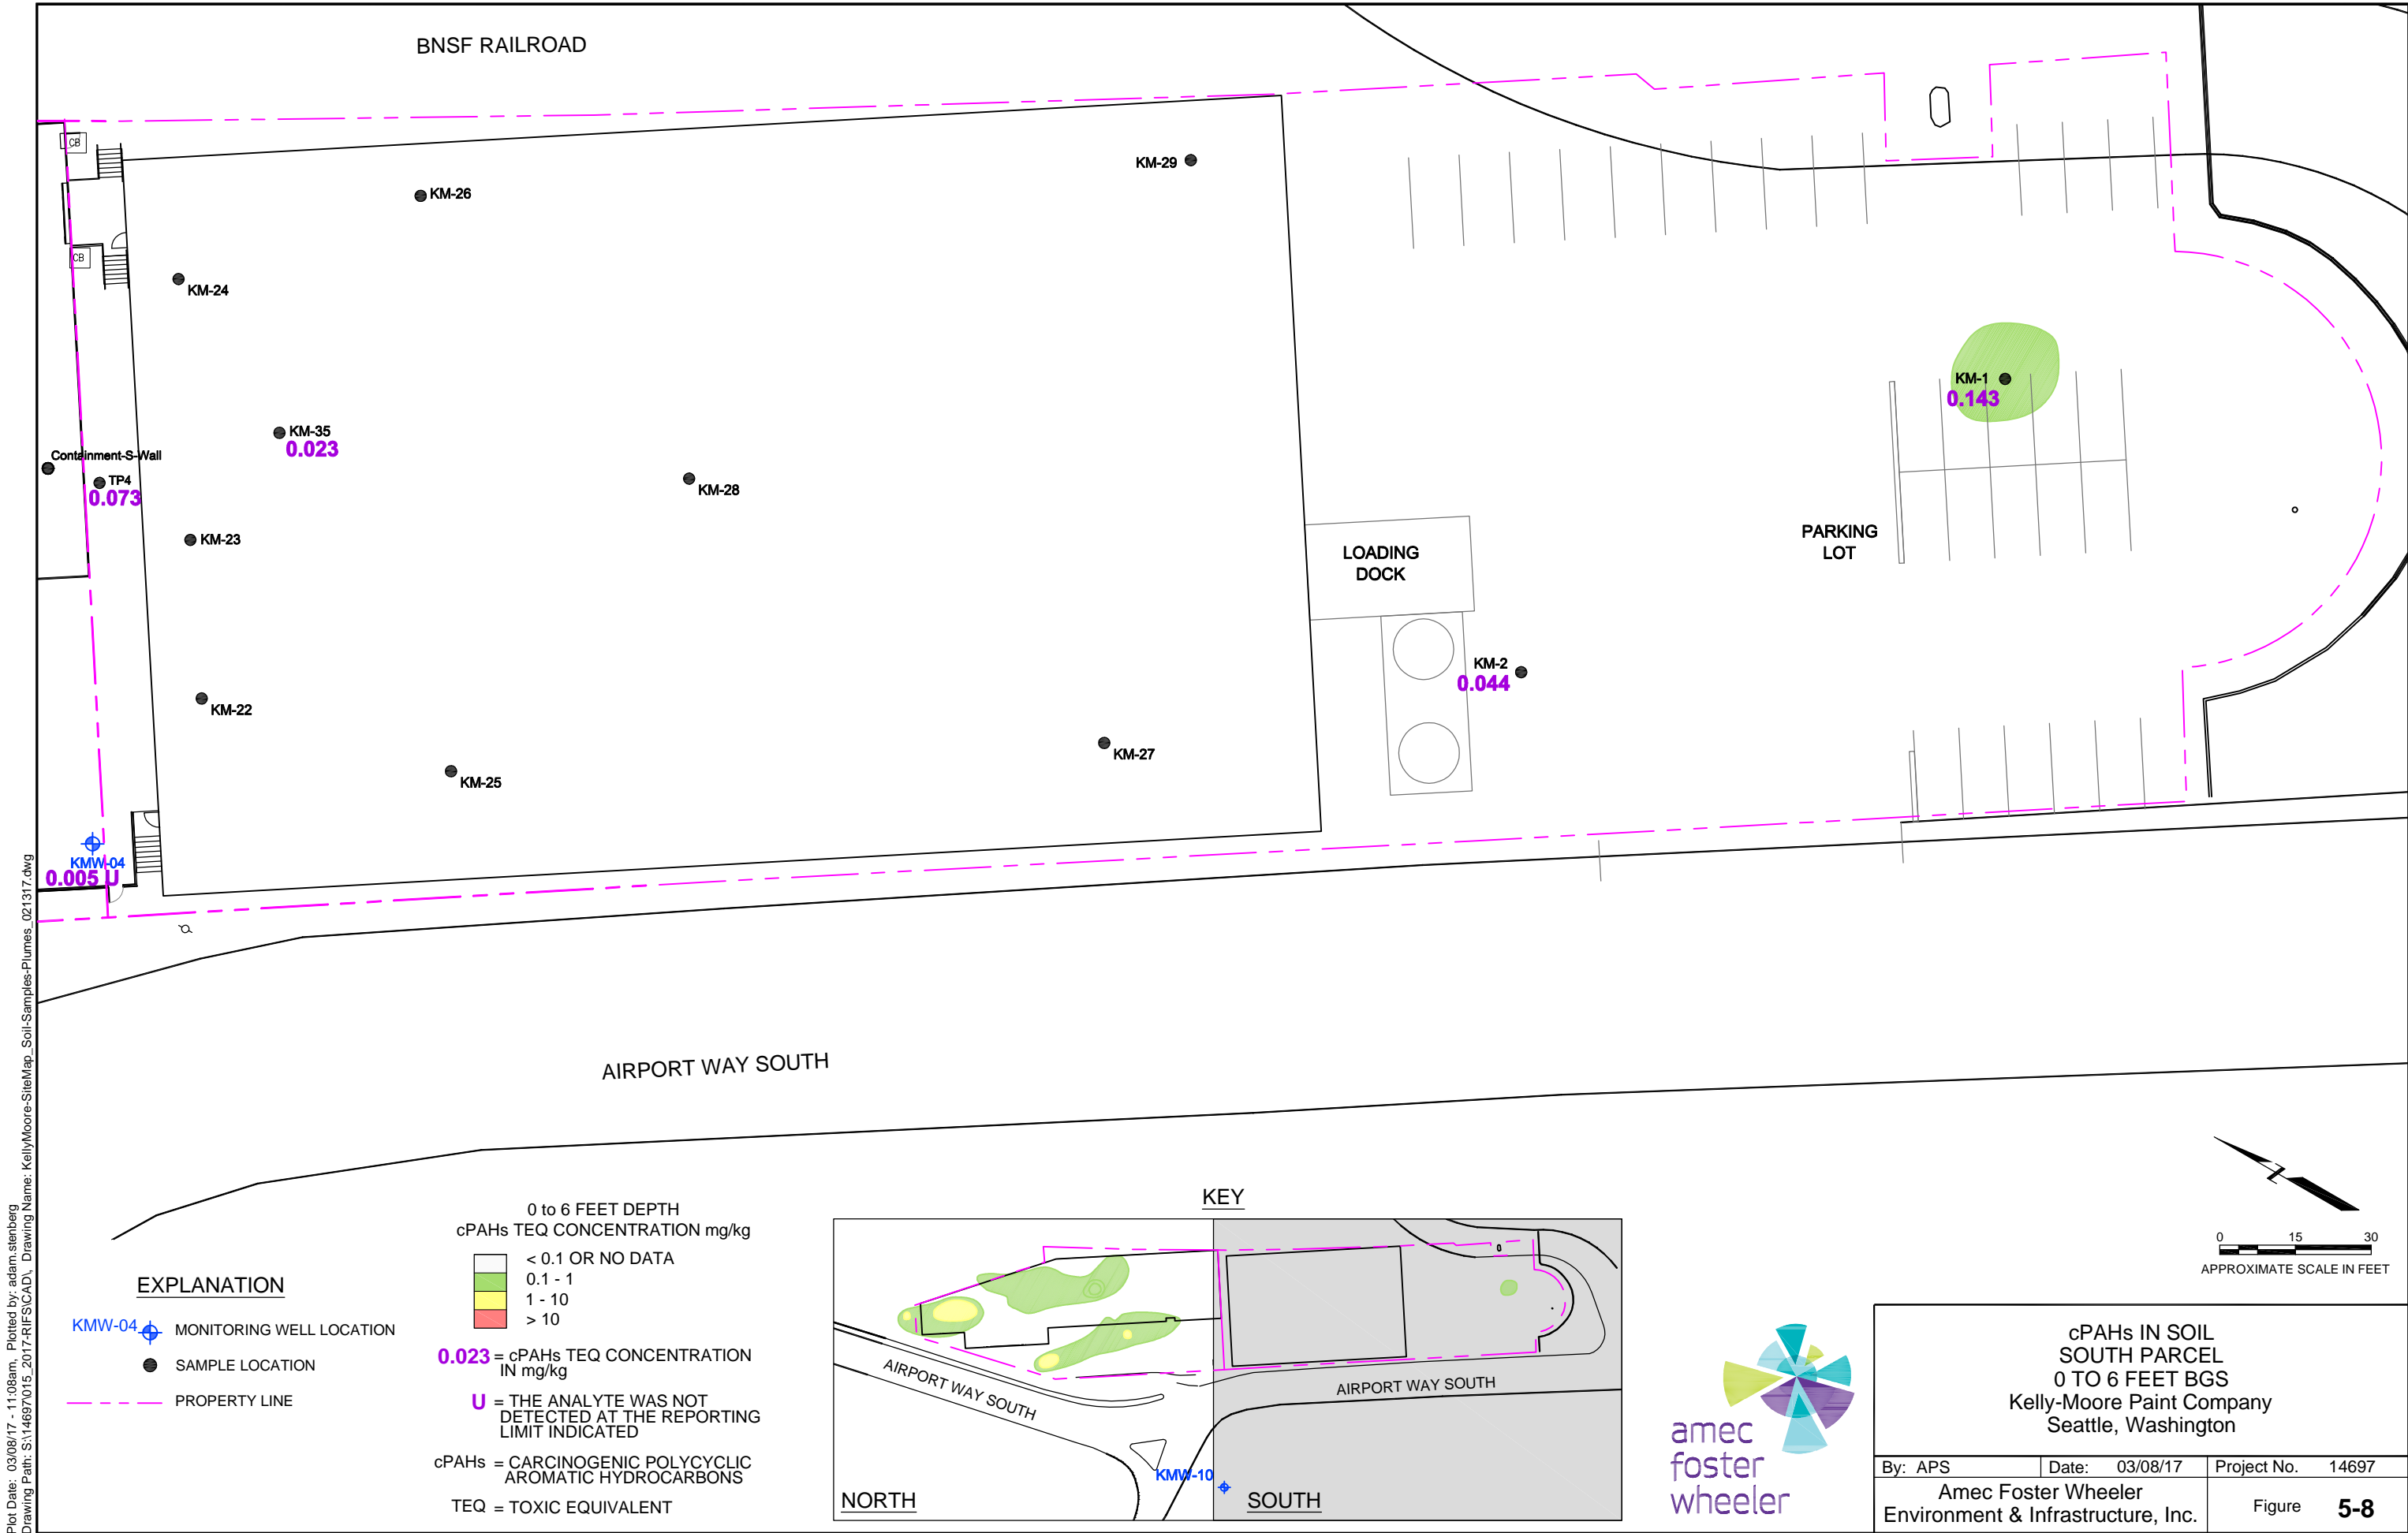 BNSF RAILROAD
CB
CB
KM-26
KM-29
KM-24
KM-1
0.143
KM-35
0.023
Containment-S-Wall
TP4
0.073
KM-28
KM-23
LOADING
DOCK
PARKING
LOT
KM-2
0.044
KM-22
KM-27
KM-25
KMW-04
0.005 U
AIRPORT WAY SOUTH
Plot Date: 03/08/17 - 11:08am, Plotted by: adam.stenberg
Drawing Path: S:\14697\015_2017-RIFS\CAD\, Drawing Name: KellyMoore-SiteMap_Soil-Samples-Plumes_021317.dwg
EXPLANATION
KMW-04 MONITORING WELL LOCATION
SAMPLE LOCATION
PROPERTY LINE
0 to 6 FEET DEPTH
cPAHs TEQ CONCENTRATION mg/kg
< 0.1 OR NO DATA
0.1 - 1
1 - 10
> 10
0.023 = cPAHs TEQ CONCENTRATION
IN mg/kg
U = THE ANALYTE WAS NOT
DETECTED AT THE REPORTING
LIMIT INDICATED
cPAHs = CARCINOGENIC POLYCYCLIC
AROMATIC HYDROCARBONS
TEQ = TOXIC EQUIVALENT
KEY
AIRPORT WAY SOUTH
AIRPORT WAY SOUTH
KMW-10
NORTH
SOUTH
0 15 30
APPROXIMATE SCALE IN FEET
amec
foster
wheeler
cPAHs IN SOIL
SOUTH PARCEL
0 TO 6 FEET BGS
Kelly-Moore Paint Company
Seattle, Washington
By: APS Date: 03/08/17 Project No. 14697
Amec Foster Wheeler
Environment & Infrastructure, Inc.
Figure 5-8